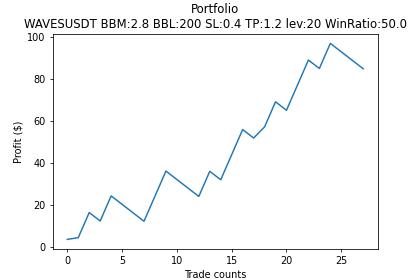 Portfolio
WAVESUSDT BBM:2.8 BBL:200 SL:0.4 TP:1.2 lev:20 WinRatio:50.0
100
80
60
40
20
0
Profit ($)
0 5 10 15 20 25
Trade counts